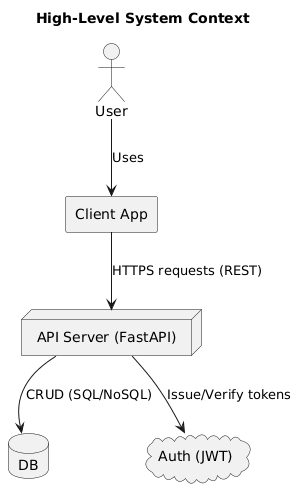 High-Level System Context
User
Uses
Client App
HTTPS requests (REST)
API Server (FastAPI)
CRUD (SQL/NoSQL)
Issue/Verify tokens
DB
Auth (JWT)